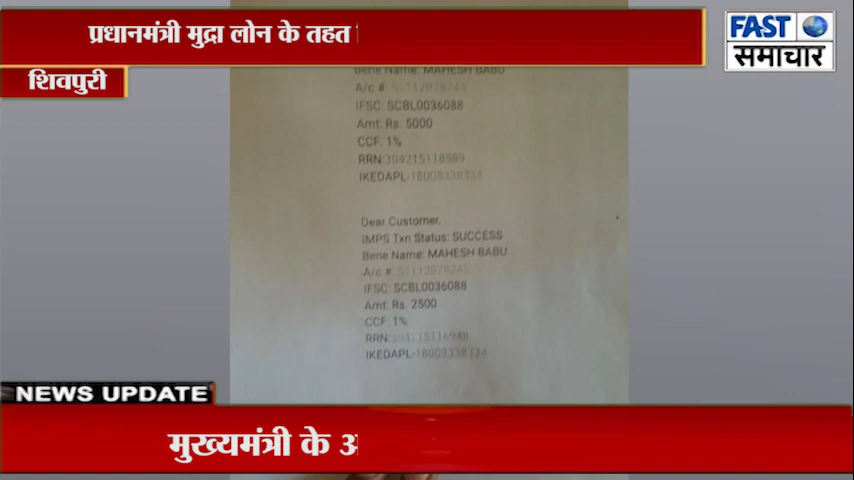 प्रधानमंत्री मुद्रा लोन के तहत
FAST
समाचार
शिवपुरी
Bene Name: MAHESH BABU
A/c #:
IFSC: SCBL0036088
Amt: Rs. 5000
CCF: 1%
RRN:304215118589
IKEDAPL-18008338334
Dear Customer,
IMPS Txn Status: SUCCESS
Bene Name: MAHESH BABU
A/c #:
IFSC: SCBL0036088
Amt: Rs. 2500
CCF: 1%
RRN:
IKEDAPL-18008338334
NEWS UPDATE
मुख्यमंत्री के